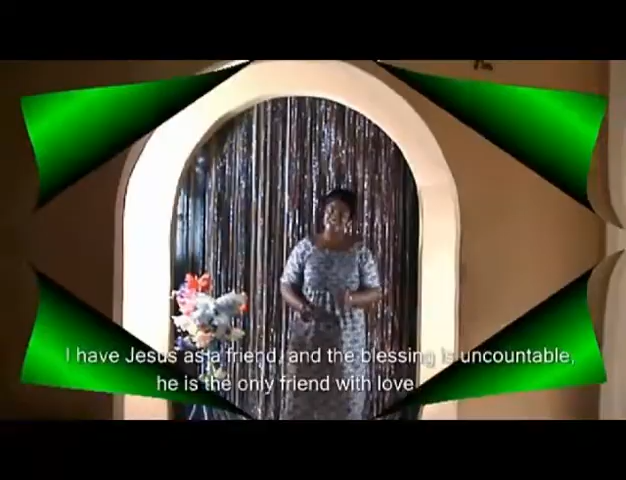 I have Jesus as a friend, and the blessing is uncountable,
he is the only friend with love